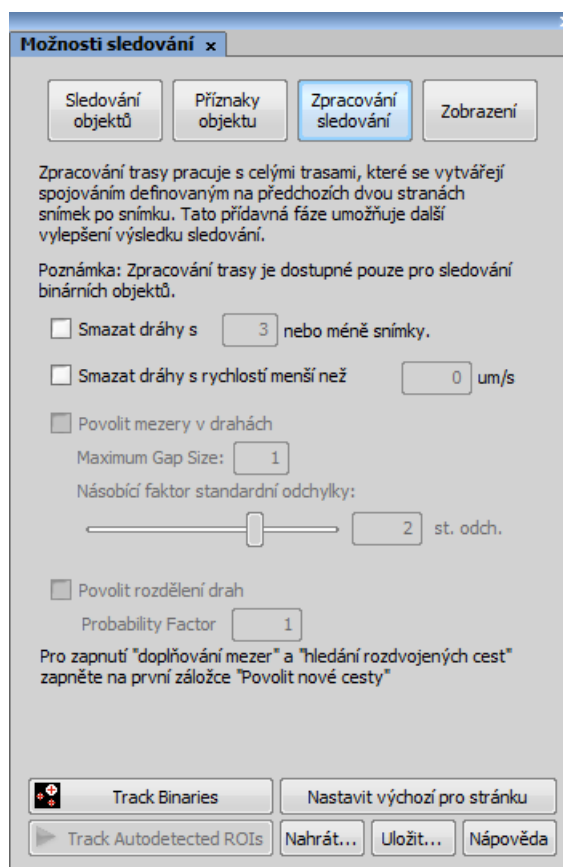 Možnosti sledování x
Sledování
objektů
Příznaky
objektu
Zpracování
sledování
Zobrazení
Zpracování trasy pracuje s celými trasami, které se vytvářejí
spojováním definovaným na předchozích dvou stranách
snímek po snímku. Tato přídavná fáze umožňuje další
vylepšení výsledku sledování.
Poznámka: Zpracování trasy je dostupné pouze pro sledování
binárních objektů.
Smazat dráhy s 3 nebo méně snímky.
Smazat dráhy s rychlostí menší než 0 um/s
Povolit mezery v drahách
Maximum Gap Size: 1
Násobící faktor standardní odchylky:
2 st. odch.
Povolit rozdělení drah
Probability Factor 1
Pro zapnutí "doplňování mezer" a "hledání rozdvojených cest"
zapněte na první záložce "Povolit nové cesty"
Track Binaries Nastavit výchozí pro stránku
Track Autodetected ROIs Nahrát... Uložit... Nápověda